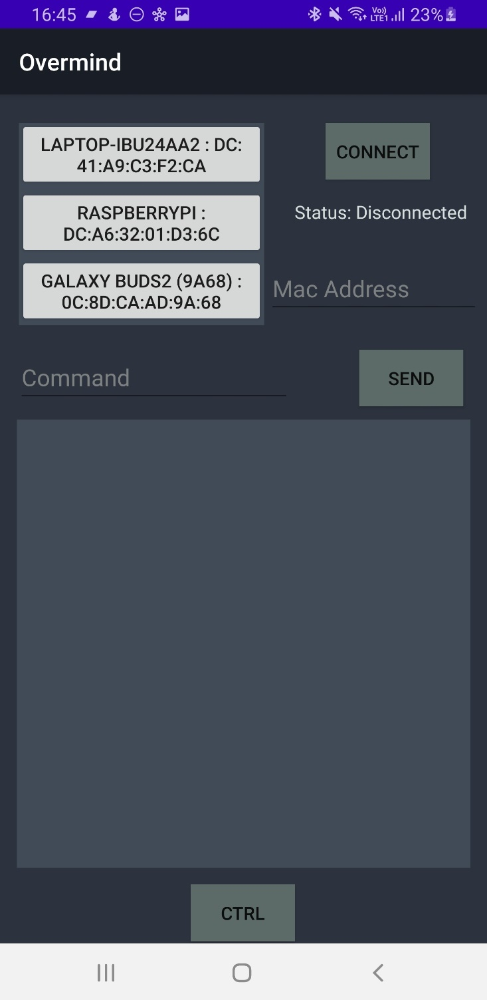 16:45
Vo)) LTE1 23%
Overmind
LAPTOP-IBU24AA2 : DC:
41:A9:C3:F2:CA
CONNECT
RASPBERRYPI :
DC:A6:32:01:D3:6C
Status: Disconnected
GALAXY BUDS2 (9A68) :
0C:8D:CA:AD:9A:68
Mac Address
Command
SEND
CTRL